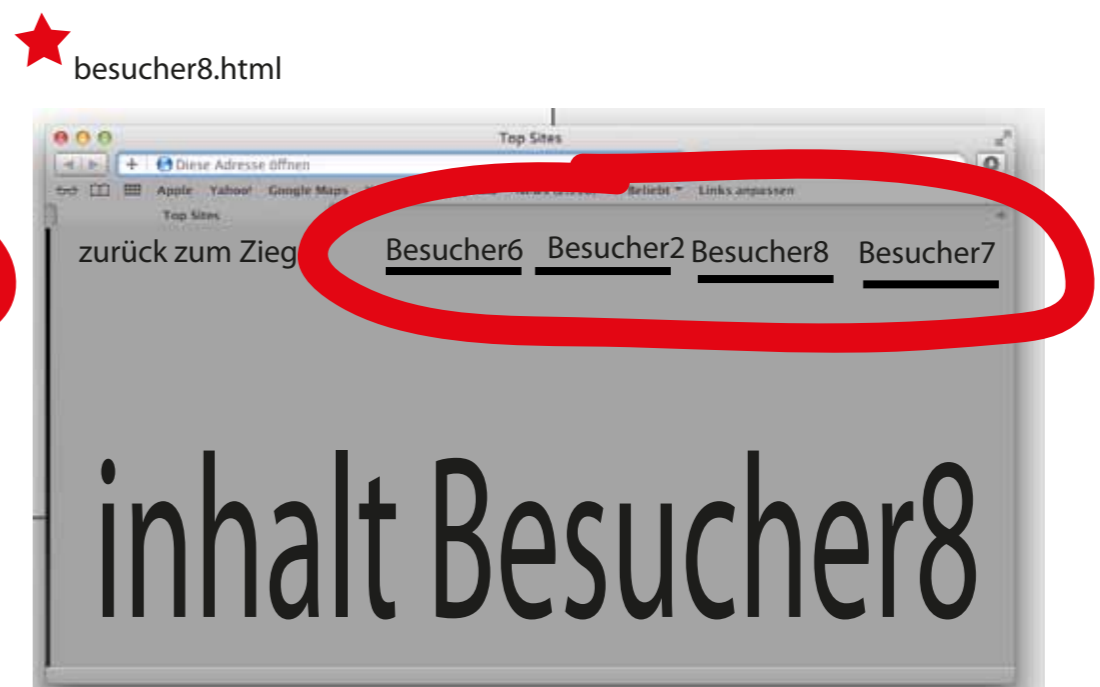 besucher8.html
Top Sites
Diese Adresse öffnen
Apple Yahoo! Google Maps Beliebt Links anpassen
Top Sites
zurück zum Zieg
Besucher6 Besucher2 Besucher8 Besucher7
inhalt Besucher8